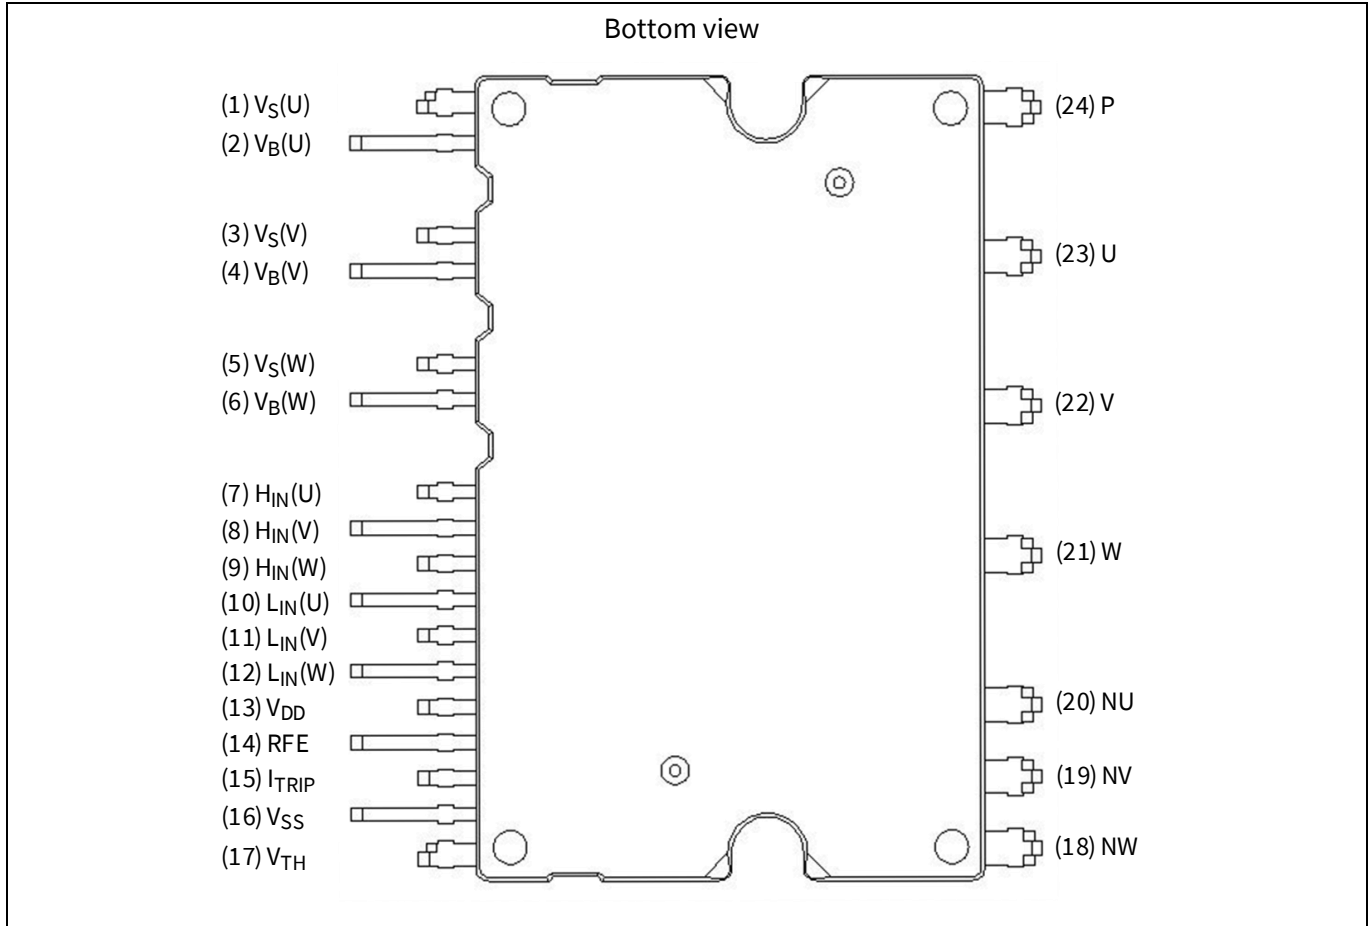 Bottom view
(1) VS(U)
(2) VB(U)
(3) VS(V)
(4) VB(V)
(5) VS(W)
(6) VB(W)
(7) HIN(U)
(8) HIN(V)
(9) HIN(W)
(10) LIN(U)
(11) LIN(V)
(12) LIN(W)
(13) VDD
(14) RFE
(15) ITRIP
(16) VSS
(17) VTH
(24) P
(23) U
(22) V
(21) W
(20) NU
(19) NV
(18) NW